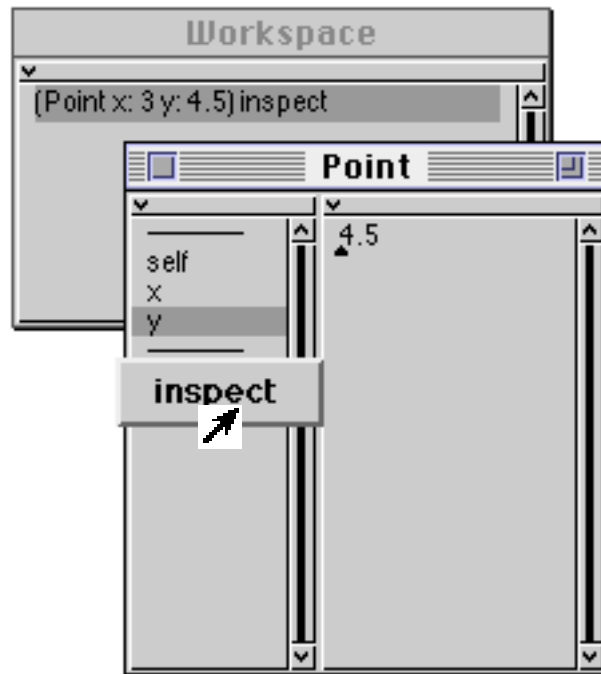 Workspace
(Point x: 3 y: 4.5) inspect
Point
self
x
y
4.5
inspect